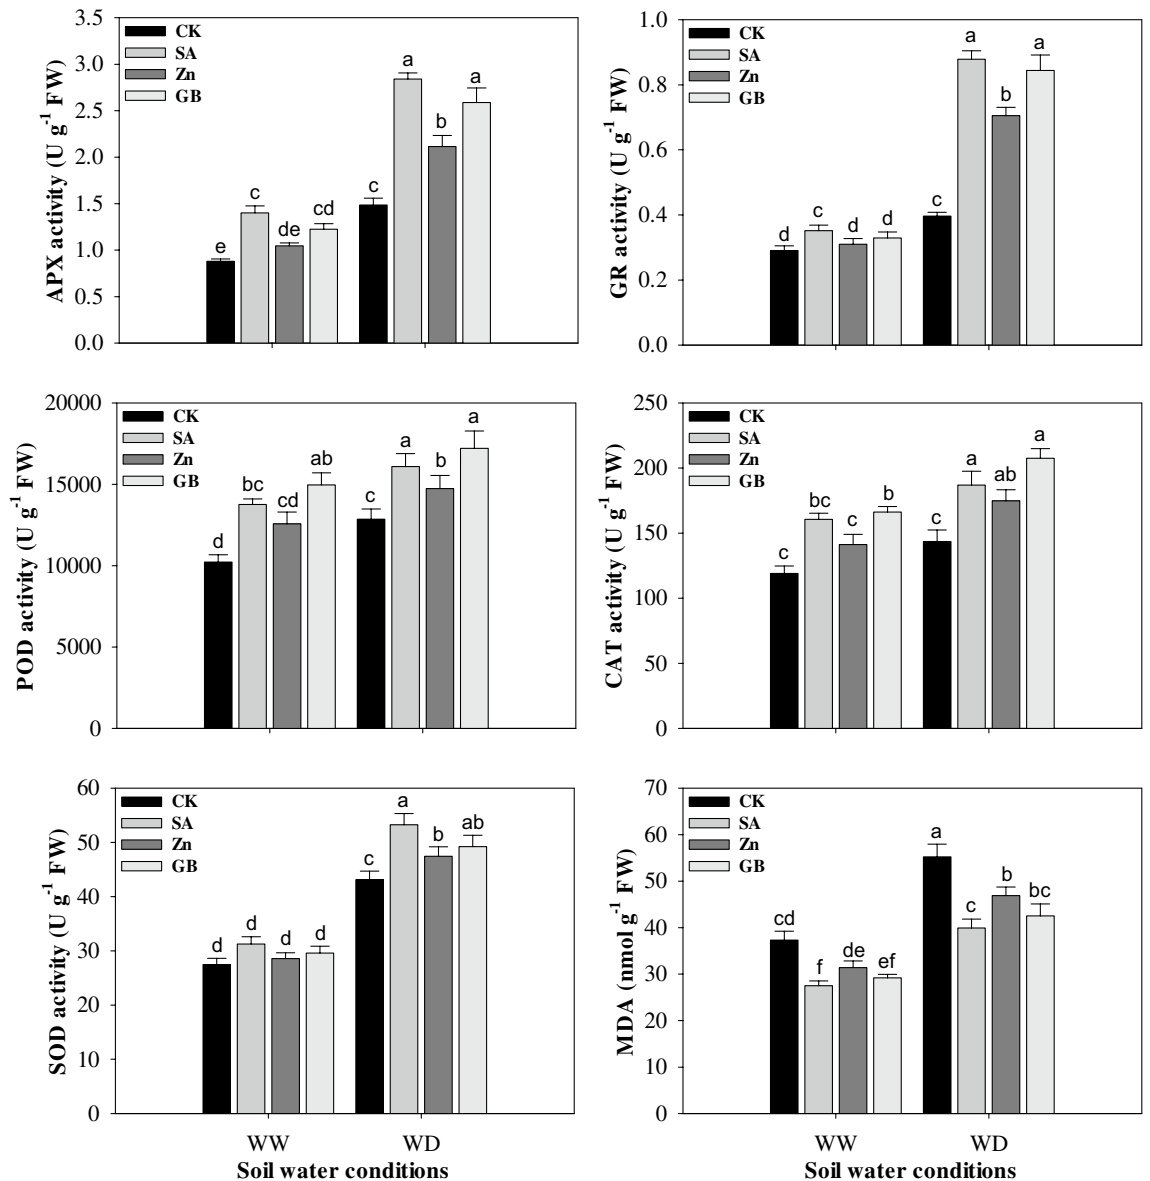 APX activity (U g-1 FW)
3.5
3.0
2.5
2.0
1.5
1.0
0.5
0.0
CK
SA
Zn
GB
e
c
de
cd
c
a
b
a
GR activity (U g-1 FW)
1.0
0.8
0.6
0.4
0.2
0.0
CK
SA
Zn
GB
d
c
d
d
c
a
b
a
POD activity (U g-1 FW)
20000
15000
10000
5000
0
CK
SA
Zn
GB
d
bc
cd
ab
c
a
b
a
CAT activity (U g-1 FW)
250
200
150
100
50
0
CK
SA
Zn
GB
c
bc
c
b
c
a
ab
a
SOD activity (U g-1 FW)
60
50
40
30
20
10
0
CK
SA
Zn
GB
d
d
d
d
c
a
b
ab
WW WD
Soil water conditions
MDA (nmol g-1 FW)
70
60
50
40
30
20
10
0
CK
SA
Zn
GB
cd
f
de
ef
a
c
b
bc
WW WD
Soil water conditions